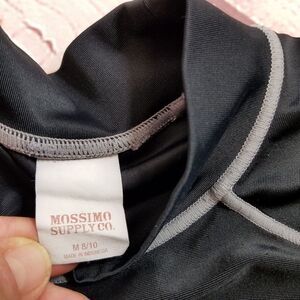 MOSSIMO
SUPPLY CO.
M 8/10
MADE IN INDONESIA